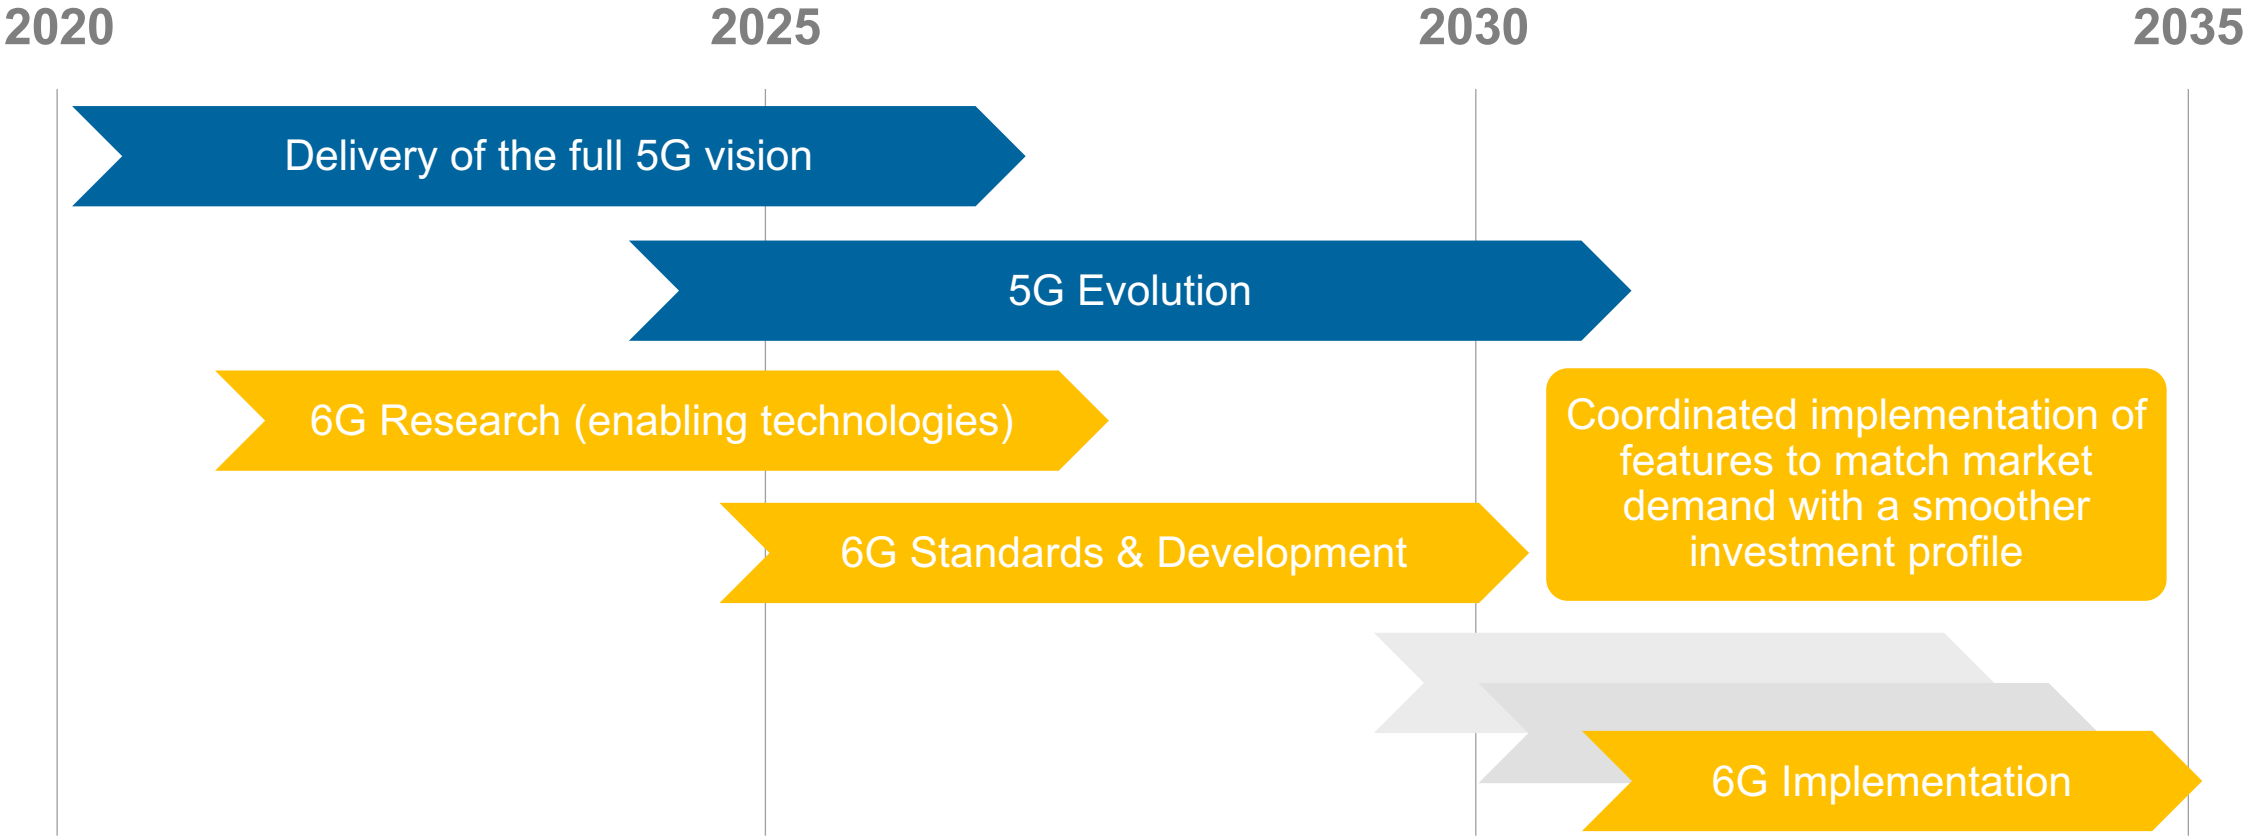 2020
2025
2030
2035
Delivery of the full 5G vision
5G Evolution
6G Research (enabling technologies)
Coordinated implementation of
features to match market
demand with a smoother
investment profile
6G Standards & Development
6G Implementation